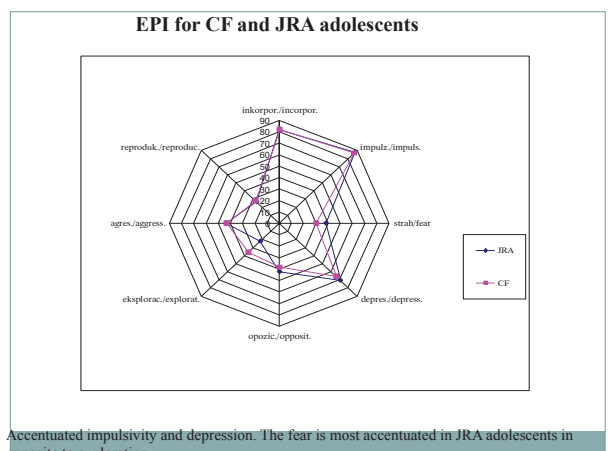 EPI for CF and JRA adolescents
inkorpor./incorpor.
90
80
70
60
50
40
30
20
10
0
impulz./impuls.
strah/fear
depres./depress.
opozic./opposit.
eksplorac./explorat.
agres./aggress.
reproduk./reproduc.
JRA
CF
Accentuated impulsivity and depression. The fear is most accentuated in JRA adolescents in